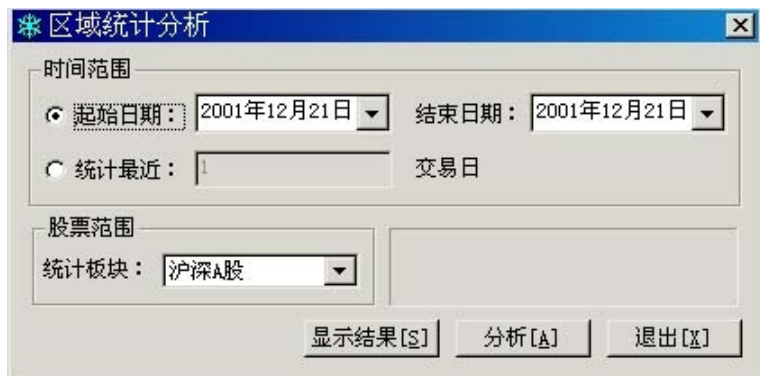 区域统计分析
时间范围
起始日期： 2001年12月21日 结束日期： 2001年12月21日
统计最近： 1 交易日
股票范围
统计板块： 沪深A股
显示结果[S] 分析[A] 退出[X]